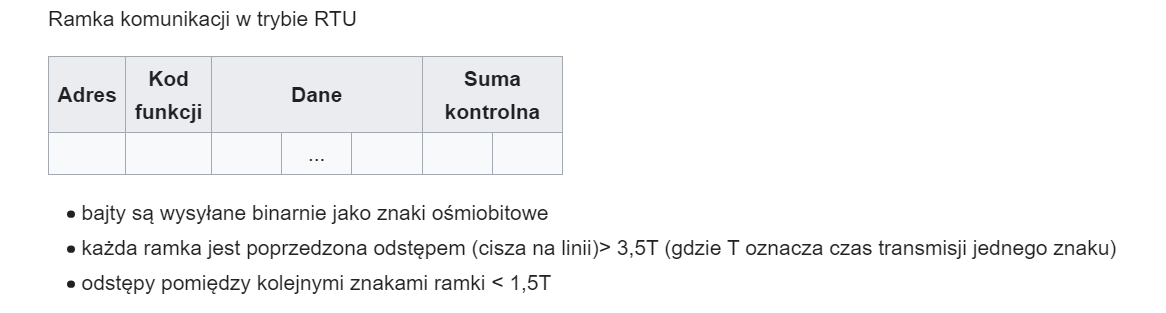 Ramka komunikacji w trybie RTU
Adres Kod funkcji Dane Suma kontrolna
...
• bajty są wysyłane binarnie jako znaki ośmiobitowe
• każda ramka jest poprzedzona odstępem (cisza na linii)> 3,5T (gdzie T oznacza czas transmisji jednego znaku)
• odstępy pomiędzy kolejnymi znakami ramki < 1,5T